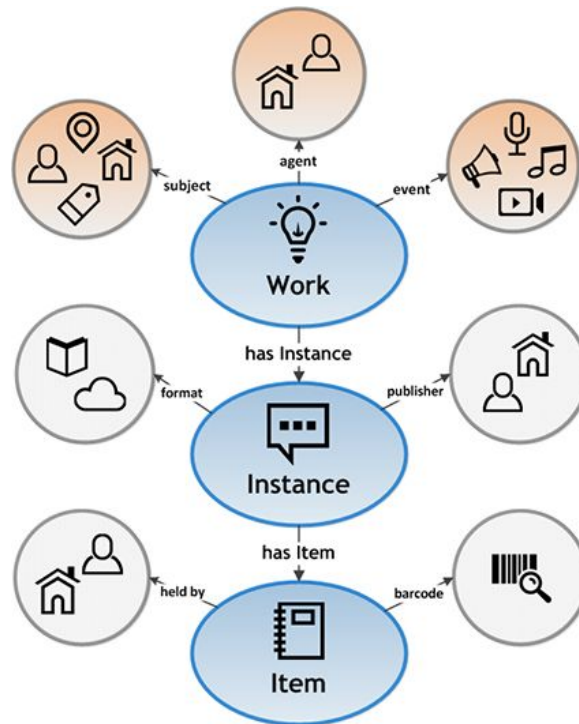 agent
subject
event
Work
has Instance
format
publisher
Instance
has Item
held by
barcode
Item